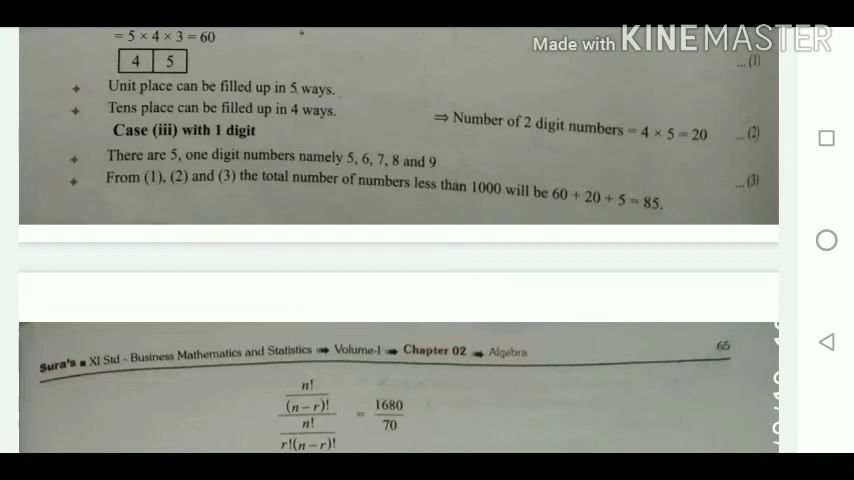 Made with KINEMASTER
= 5 × 4 × 3 = 60
... (1)
4 5
✦ Unit place can be filled up in 5 ways.
✦ Tens place can be filled up in 4 ways.
⇒ Number of 2 digit numbers = 4 × 5 = 20 ... (2)
Case (iii) with 1 digit
✦ There are 5, one digit numbers namely 5, 6, 7, 8 and 9
... (3)
✦ From (1), (2) and (3) the total number of numbers less than 1000 will be 60 + 20 + 5 = 85.
Sura's ■ XI Std - Business Mathematics and Statistics ➠ Volume-I ➠ Chapter 02 ➠ Algebra 65
n!
(n − r)!
n!
r!(n − r)!
= 1680
70